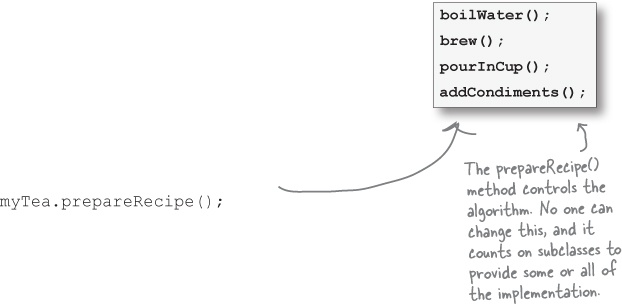 boilWater();
brew();
pourInCup();
addCondiments();
myTea.prepareRecipe();
The prepareRecipe()
method controls the
algorithm. No one can
change this, and it
counts on subclasses to
provide some or all of
the implementation.